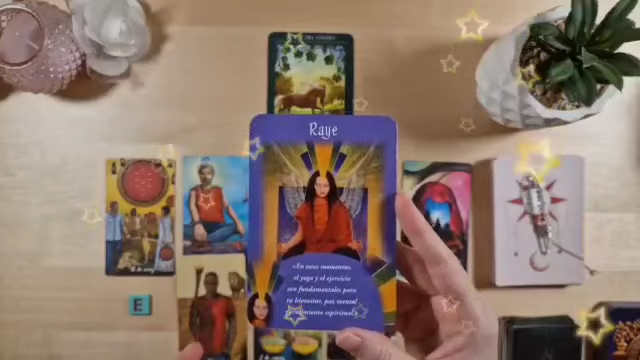 Raye
«En estos momentos,
el yoga y el ejercicio
son fundamentales para
tu bienestar, paz mental
y crecimiento espiritual.»
E